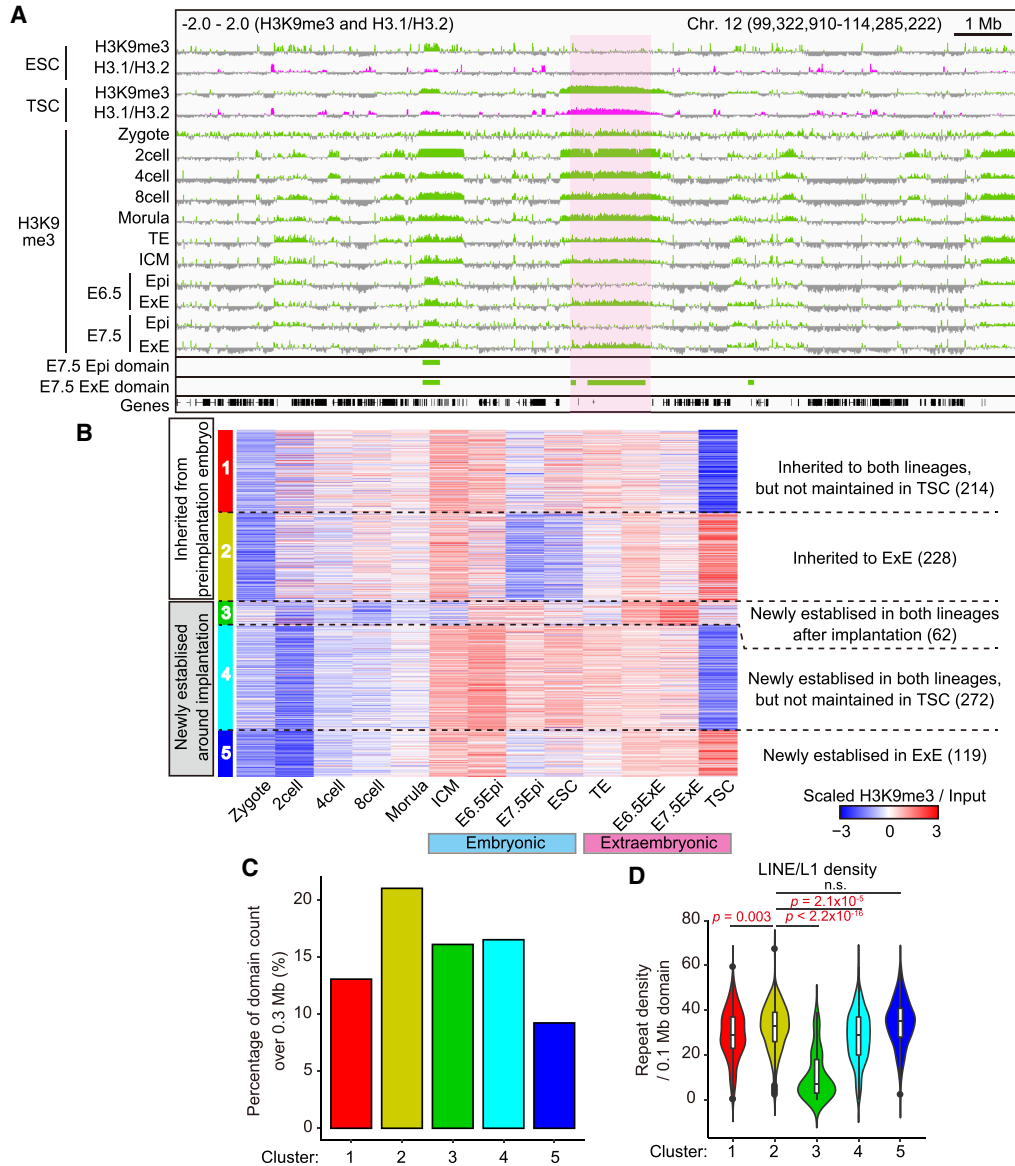 A
-2.0 - 2.0 (H3K9me3 and H3.1/H3.2) Chr. 12 (99,322,910-114,285,222) 1 Mb
ESC
H3K9me3
H3.1/H3.2
TSC
H3K9me3
H3.1/H3.2
H3K9
me3
Zygote
2cell
4cell
8cell
Morula
TE
ICM
E6.5
Epi
ExE
E7.5
Epi
ExE
E7.5 Epi domain
E7.5 ExE domain
Genes
B
Inherited from
preimplantation embryo
Newly establised
around implantation
1
2
3
4
5
Inherited to both lineages,
but not maintained in TSC (214)
Inherited to ExE (228)
Newly establised in both lineages
after implantation (62)
Newly establised in both lineages,
but not maintained in TSC (272)
Newly establised in ExE (119)
Zygote 2cell 4cell 8cell Morula ICM E6.5Epi E7.5Epi ESC TE E6.5ExE E7.5ExE TSC
Embryonic Extraembryonic
Scaled H3K9me3 / Input
−3 0 3
C
Percentage of domain count
over 0.3 Mb (%)
20
15
10
5
0
Cluster: 1 2 3 4 5
D
LINE/L1 density
n.s.
p = 2.1x10-5
p = 0.003 p < 2.2x10-16
Repeat density
/ 0.1 Mb domain
80
60
40
20
0
Cluster: 1 2 3 4 5